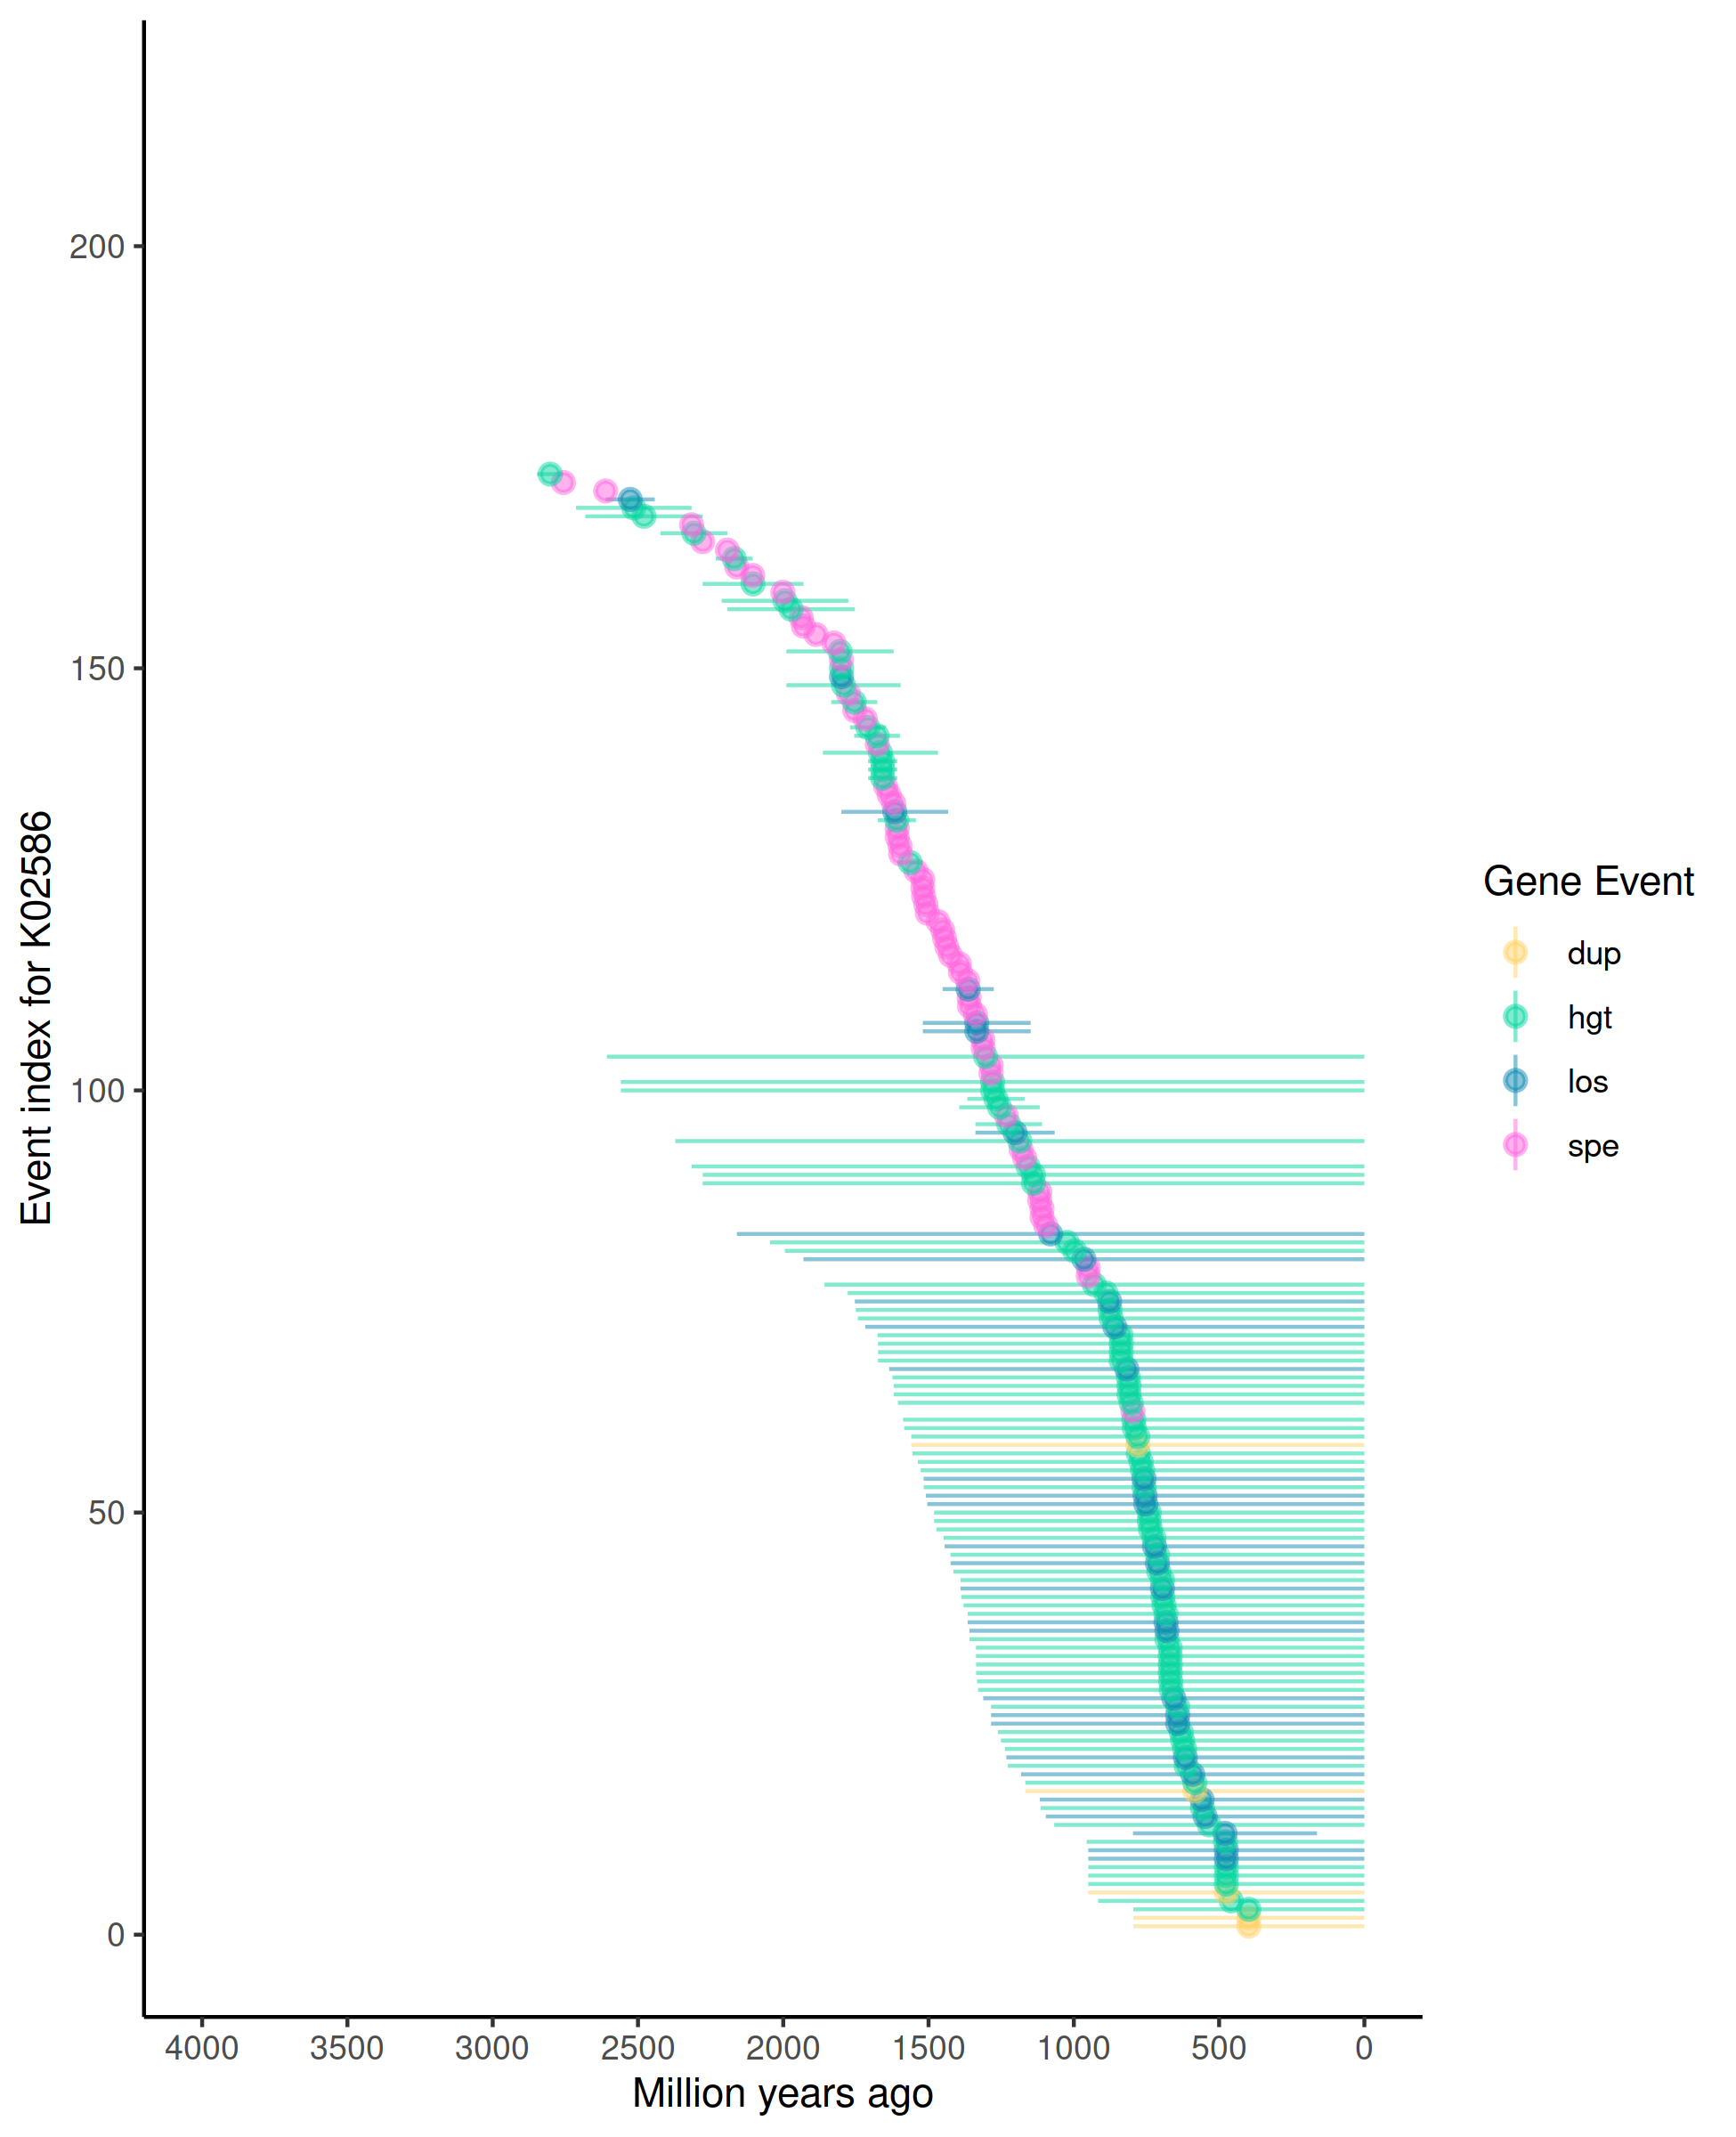 200
150
100
50
0
Event index for K02586
4000 3500 3000 2500 2000 1500 1000 500 0
Million years ago
Gene Event
dup
hgt
los
spe